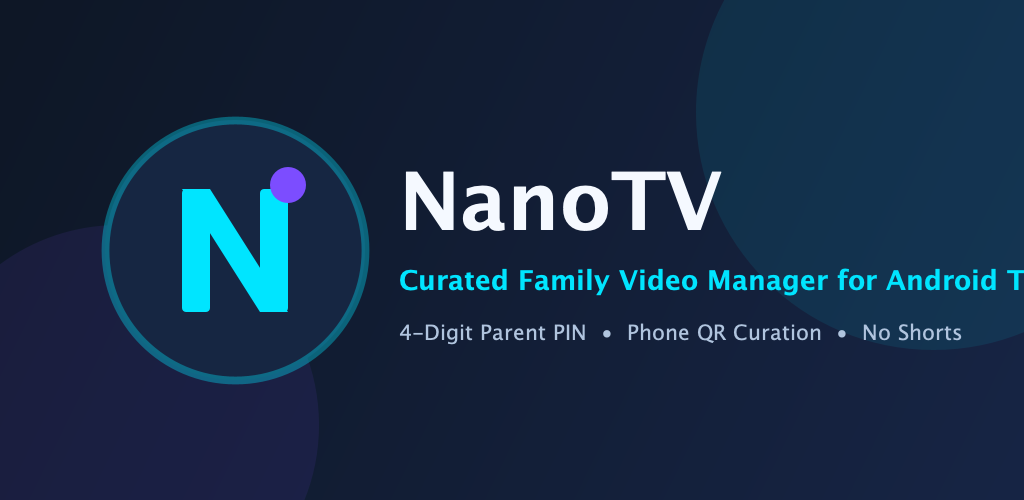 N
NanoTV
Curated Family Video Manager for Android T
4-Digit Parent PIN • Phone QR Curation • No Shorts